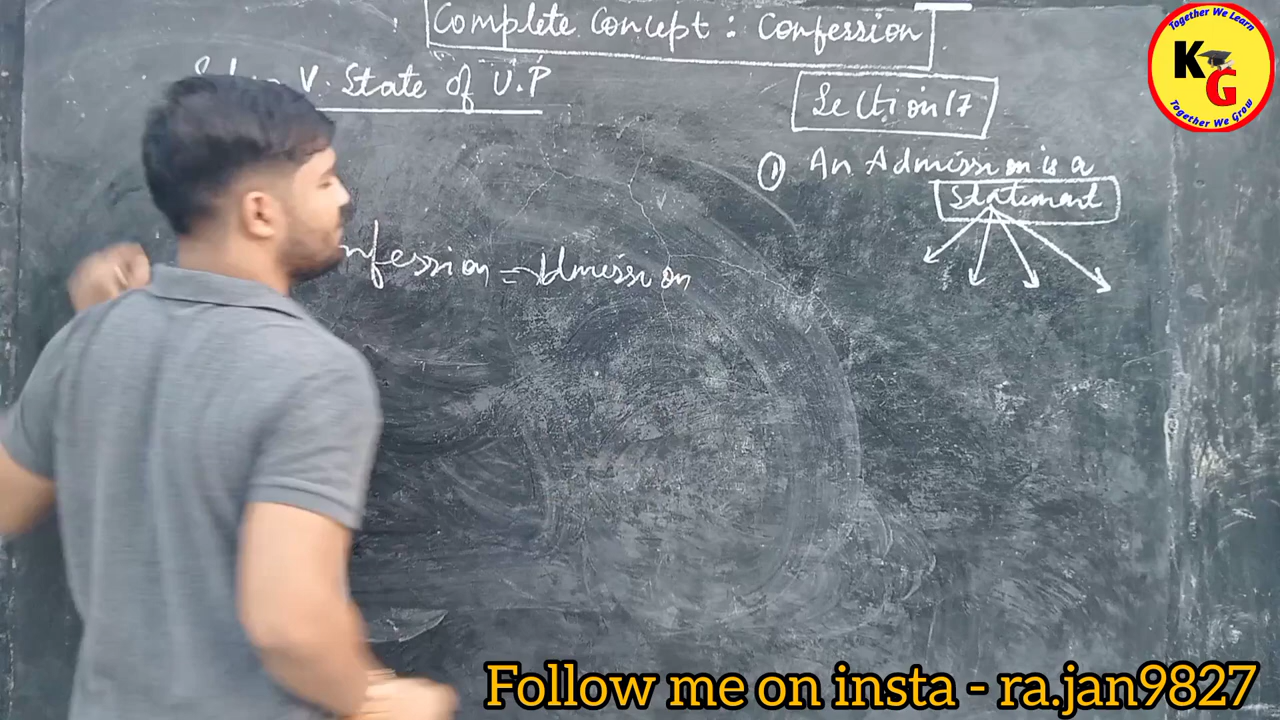 Complete Concept : Confession
V. State of U.P
Section 17
① An Admission is a
Statement
nfession = Admission
Together We Learn
KG
Together We Grow
Follow me on insta - ra.jan9827